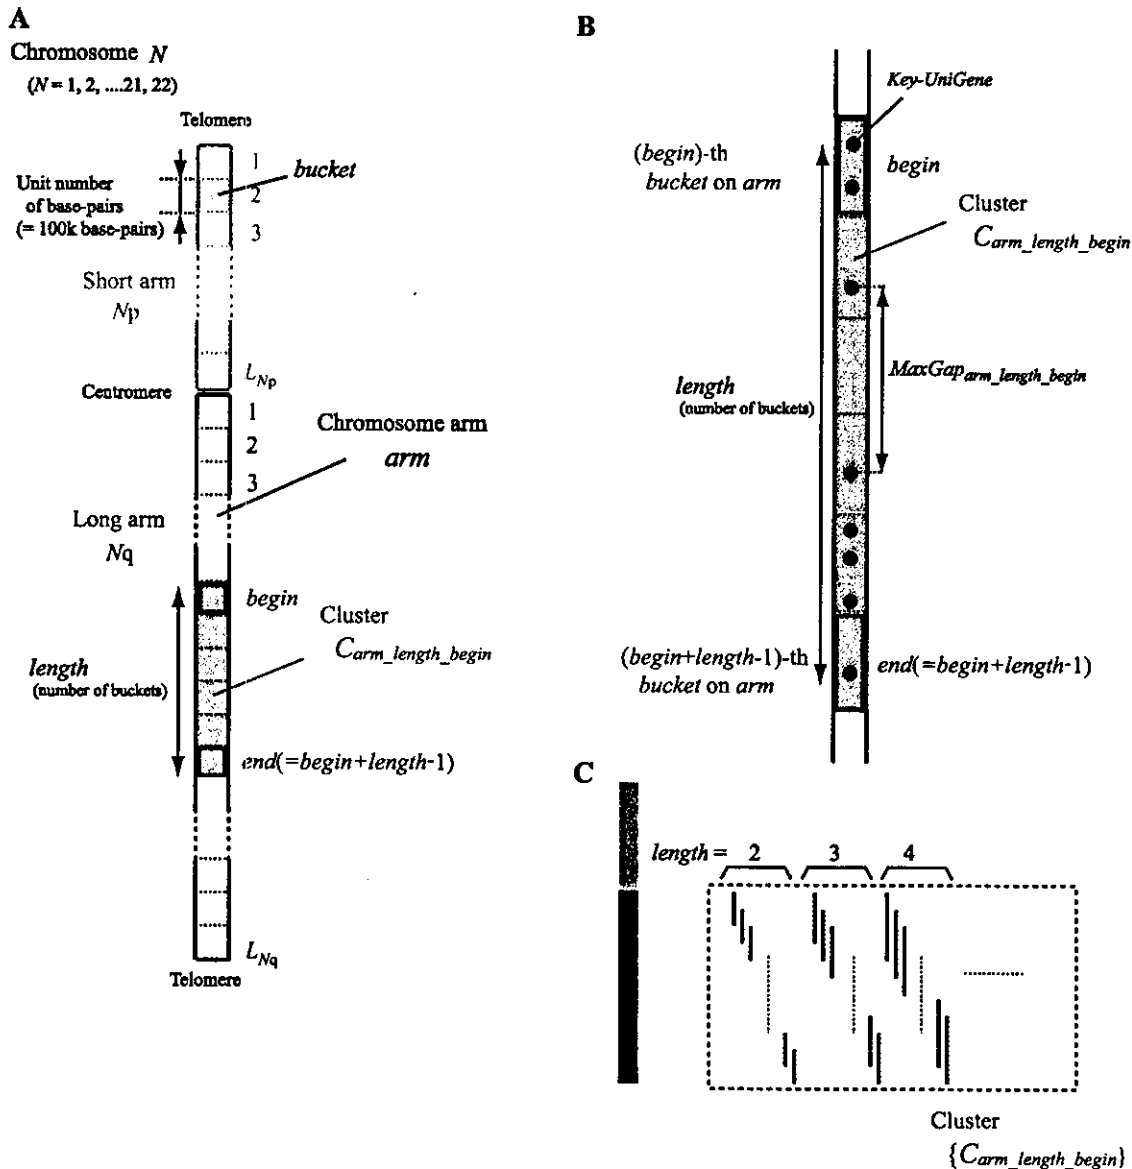 A
Chromosome N
(N = 1, 2, ....21, 22)
Telomere
1
bucket
Unit number
of base-pairs
(= 100k base-pairs)
2
3
Short arm
Np
L_Np
Centromere
1
2
3
Chromosome arm
arm
Long arm
Nq
begin
Cluster
C_arm_length_begin
length
(number of buckets)
end(=begin+length-1)
L_Nq
Telomere
B
Key-UniGene
(begin)-th
bucket on arm
begin
Cluster
C_arm_length_begin
MaxGap_arm_length_begin
length
(number of buckets)
(begin+length-1)-th
bucket on arm
end(=begin+length-1)
C
length = 2 3 4
Cluster
{C_arm_length_begin}